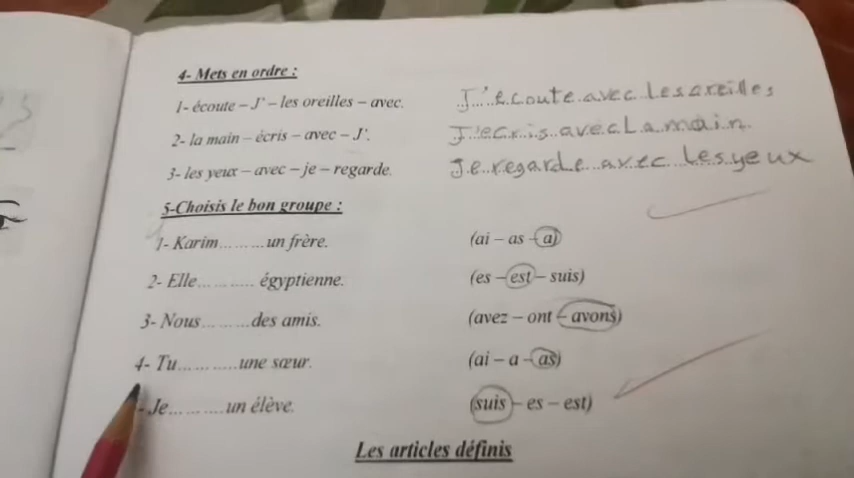 4- Mets en ordre :
1- écoute – J' – les oreilles – avec. J'écoute avec les oreilles
2- la main – écris – avec – J'. J'ecris avec La main.
3- les yeux – avec – je – regarde. Je regarde avec les yeux
5-Choisis le bon groupe :
1- Karim.........un frère. (ai – as – a)
2- Elle............ égyptienne. (es – est – suis)
3- Nous..........des amis. (avez – ont – avons)
4- Tu............une sœur. (ai – a – as)
- Je........... un élève. (suis – es – est)
Les articles définis